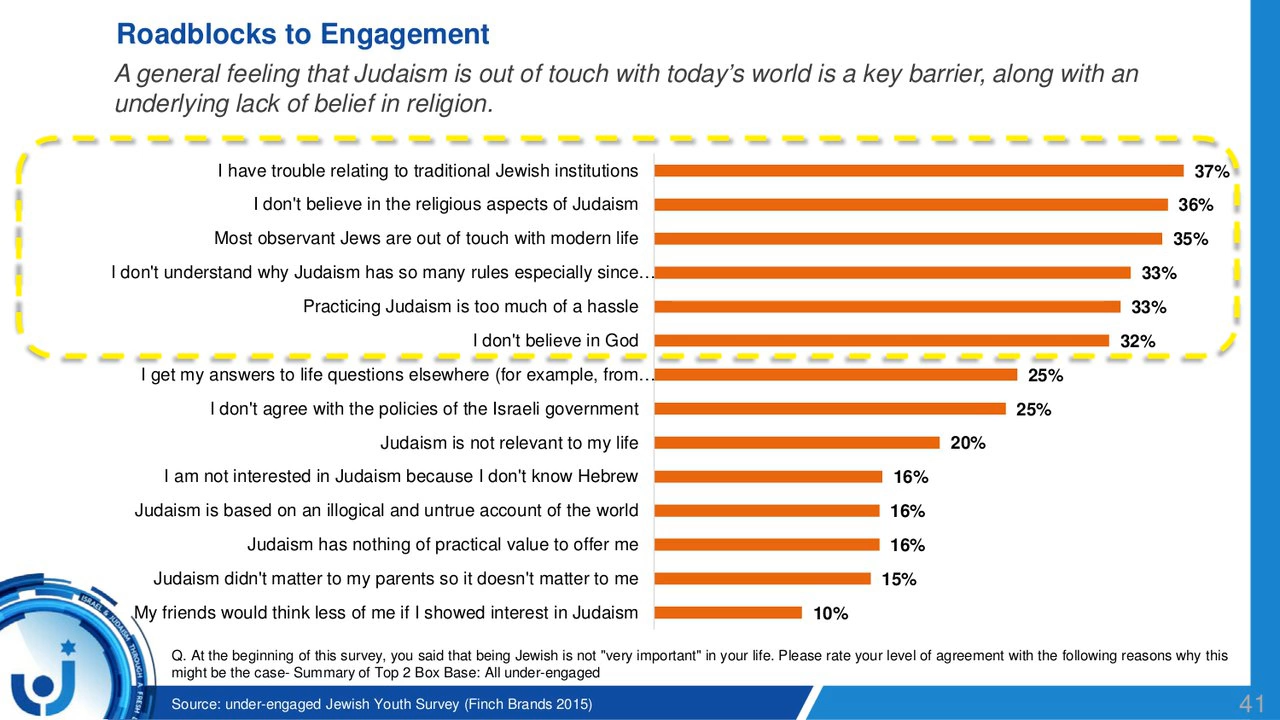 Roadblocks to Engagement
A general feeling that Judaism is out of touch with today's world is a key barrier, along with an
underlying lack of belief in religion.
I have trouble relating to traditional Jewish institutions 37%
I don't believe in the religious aspects of Judaism 36%
Most observant Jews are out of touch with modern life 35%
I don't understand why Judaism has so many rules especially since… 33%
Practicing Judaism is too much of a hassle 33%
I don't believe in God 32%
I get my answers to life questions elsewhere (for example, from… 25%
I don't agree with the policies of the Israeli government 25%
Judaism is not relevant to my life 20%
I am not interested in Judaism because I don't know Hebrew 16%
Judaism is based on an illogical and untrue account of the world 16%
Judaism has nothing of practical value to offer me 16%
Judaism didn't matter to my parents so it doesn't matter to me 15%
My friends would think less of me if I showed interest in Judaism 10%
ISRAEL & JUDAISM THROUGH A FRESH
Q. At the beginning of this survey, you said that being Jewish is not "very important" in your life. Please rate your level of agreement with the following reasons why this
might be the case- Summary of Top 2 Box Base: All under-engaged
Source: under-engaged Jewish Youth Survey (Finch Brands 2015)
41